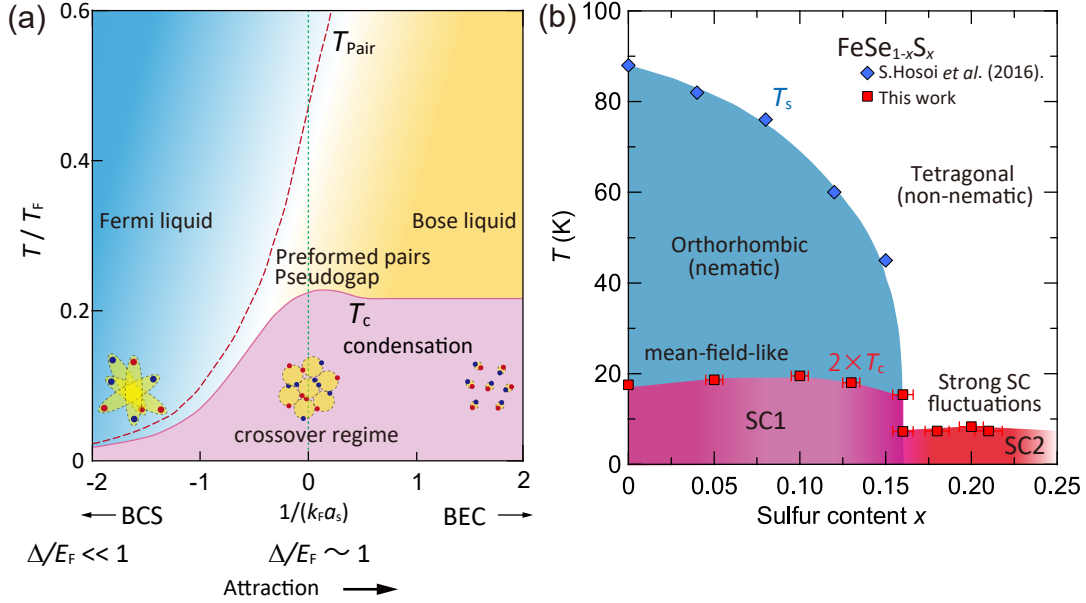 (a)
T_Pair
Fermi liquid
Bose liquid
Preformed pairs
Pseudogap
T_c
condensation
crossover regime
T / T_F
0.6
0.4
0.2
0
-2
-1
0
1
2
BCS
1/(k_F a_s)
BEC
Δ/E_F << 1
Δ/E_F ∼ 1
Attraction
(b)
FeSe_{1-x}S_x
S.Hosoi et al. (2016).
This work
T_s
Tetragonal
(non-nematic)
Orthorhombic
(nematic)
mean-field-like
2×T_c
Strong SC
fluctuations
SC1
SC2
T (K)
100
80
60
40
20
0
0
0.05
0.10
0.15
0.20
0.25
Sulfur content x